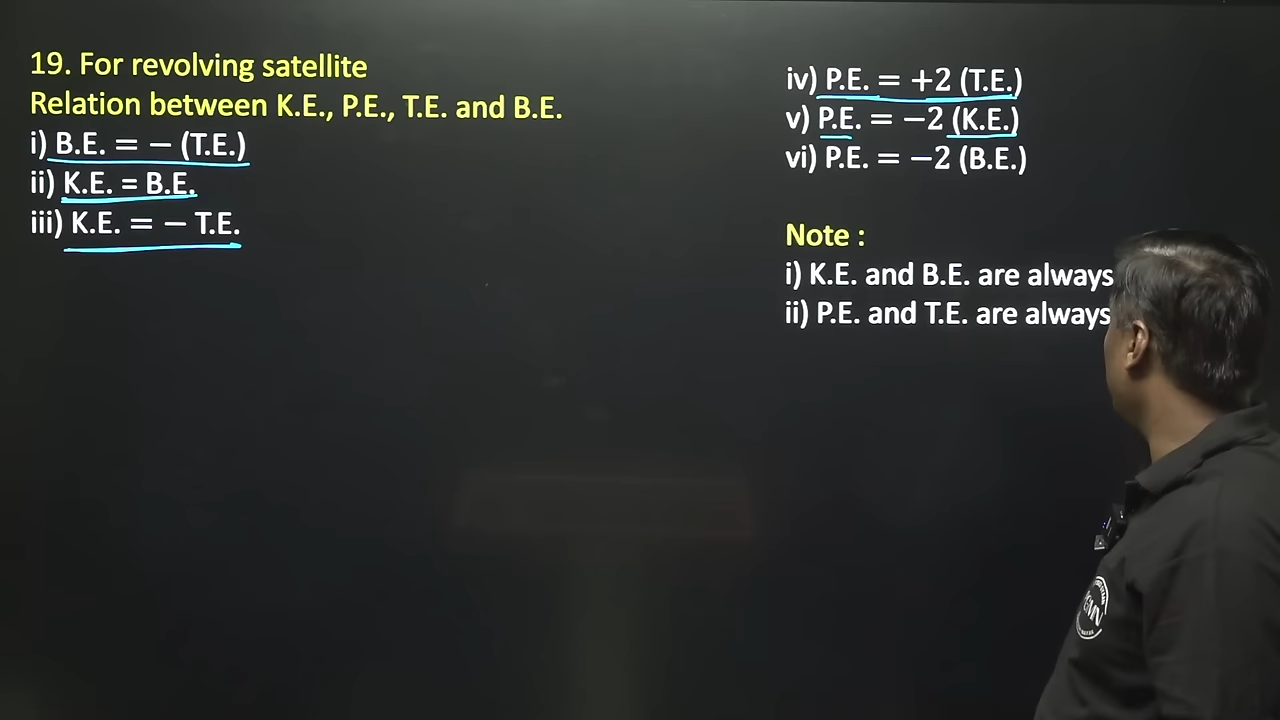 19. For revolving satellite
Relation between K.E., P.E., T.E. and B.E.
i) B.E. = − (T.E.)
ii) K.E. = B.E.
iii) K.E. = − T.E.
iv) P.E. = +2 (T.E.)
v) P.E. = −2 (K.E.)
vi) P.E. = −2 (B.E.)
Note :
i) K.E. and B.E. are always
ii) P.E. and T.E. are always